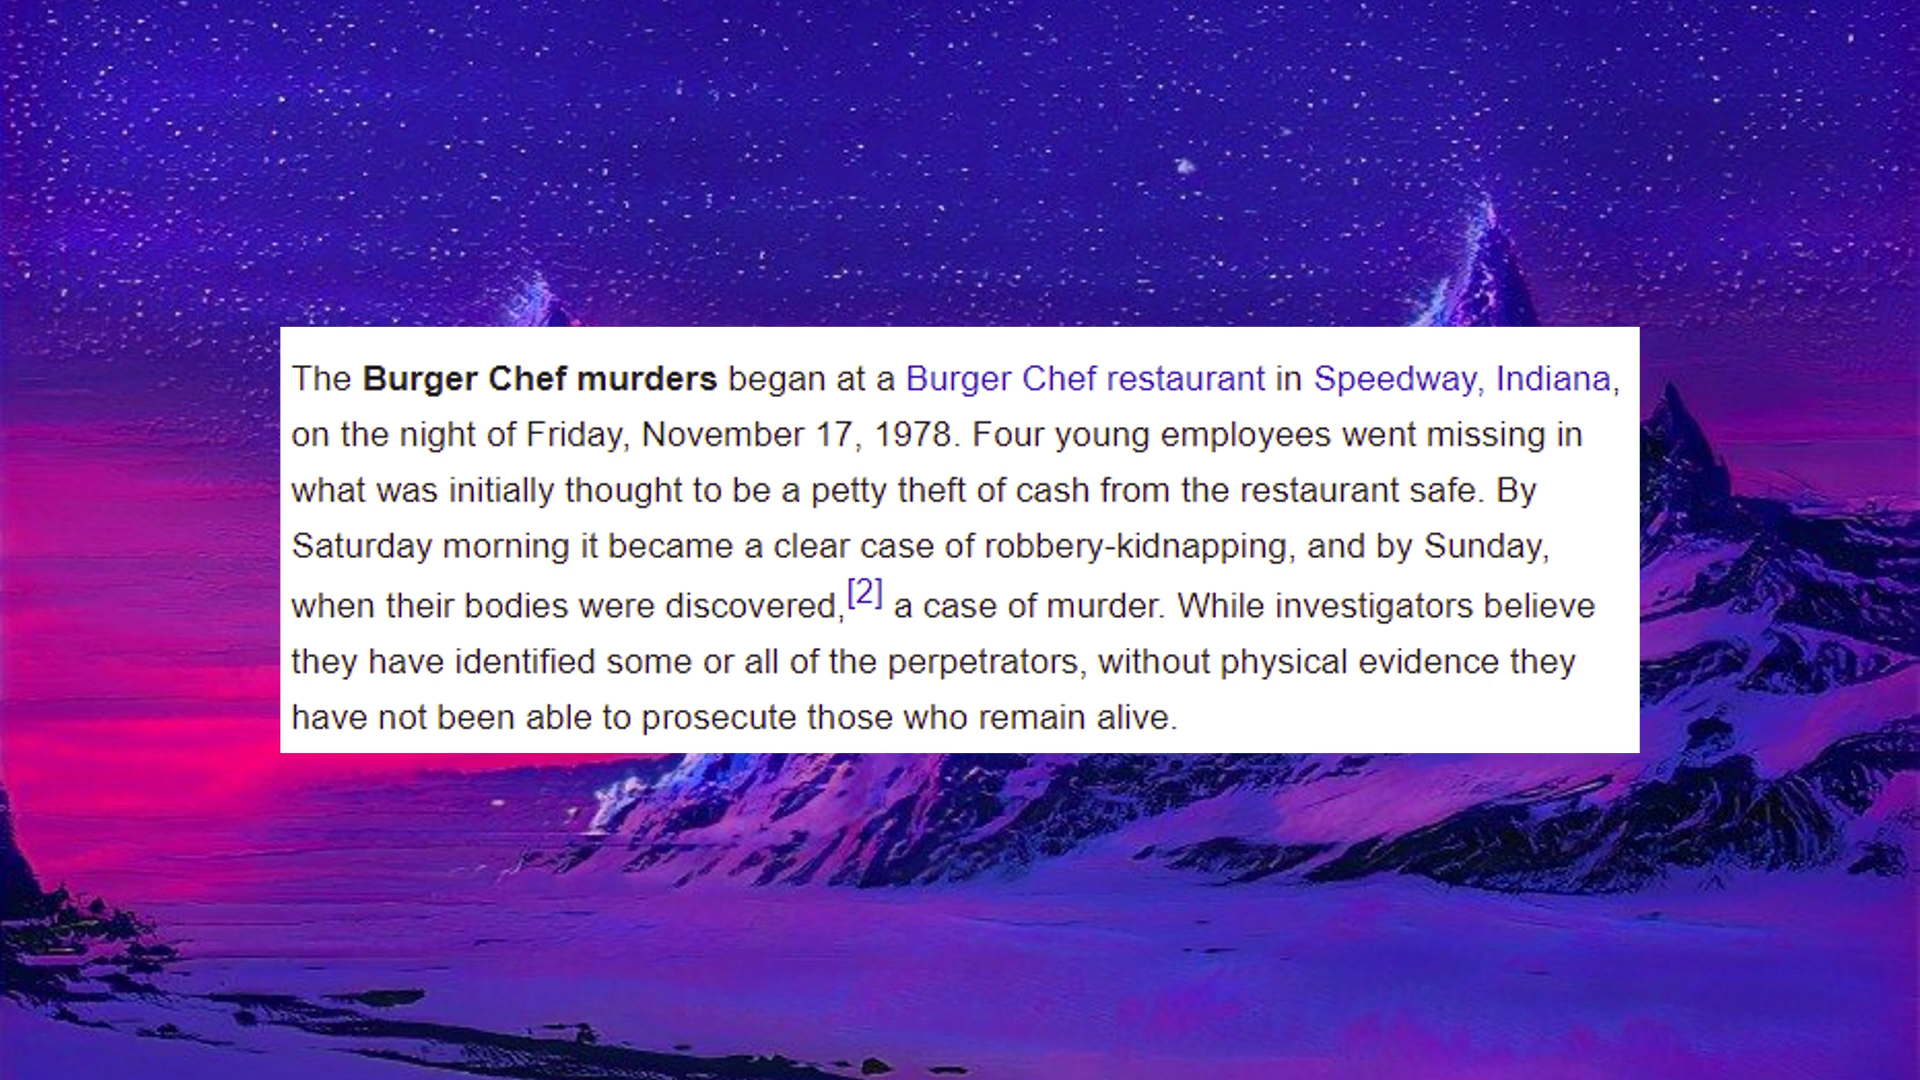 The Burger Chef murders began at a Burger Chef restaurant in Speedway, Indiana,
on the night of Friday, November 17, 1978. Four young employees went missing in
what was initially thought to be a petty theft of cash from the restaurant safe. By
Saturday morning it became a clear case of robbery-kidnapping, and by Sunday,
when their bodies were discovered,[2] a case of murder. While investigators believe
they have identified some or all of the perpetrators, without physical evidence they
have not been able to prosecute those who remain alive.